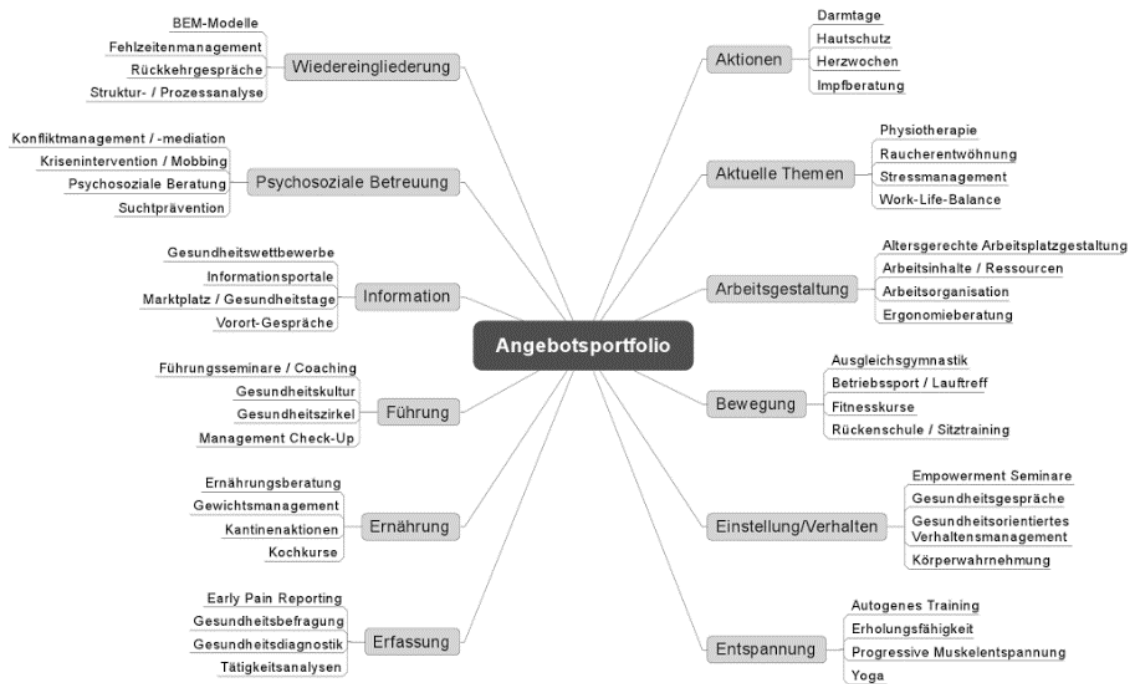 Angebotsportfolio
Wiedereingliederung
BEM-Modelle
Fehlzeitenmanagement
Rückkehrgespräche
Struktur- / Prozessanalyse
Psychosoziale Betreuung
Konfliktmanagement / -mediation
Krisenintervention / Mobbing
Psychosoziale Beratung
Suchtprävention
Information
Gesundheitswettbewerbe
Informationsportale
Marktplatz / Gesundheitstage
Vorort-Gespräche
Führung
Führungsseminare / Coaching
Gesundheitskultur
Gesundheitszirkel
Management Check-Up
Ernährung
Ernährungsberatung
Gewichtsmanagement
Kantinenaktionen
Kochkurse
Erfassung
Early Pain Reporting
Gesundheitsbefragung
Gesundheitsdiagnostik
Tätigkeitsanalysen
Aktionen
Darmtage
Hautschutz
Herzwochen
Impfberatung
Aktuelle Themen
Physiotherapie
Raucherentwöhnung
Stressmanagement
Work-Life-Balance
Arbeitsgestaltung
Altersgerechte Arbeitsplatzgestaltung
Arbeitsinhalte / Ressourcen
Arbeitsorganisation
Ergonomieberatung
Bewegung
Ausgleichsgymnastik
Betriebssport / Lauftreff
Fitnesskurse
Rückenschule / Sitztraining
Einstellung/Verhalten
Empowerment Seminare
Gesundheitsgespräche
Gesundheitsorientiertes
Verhaltensmanagement
Körperwahrnehmung
Entspannung
Autogenes Training
Erholungsfähigkeit
Progressive Muskelentspannung
Yoga